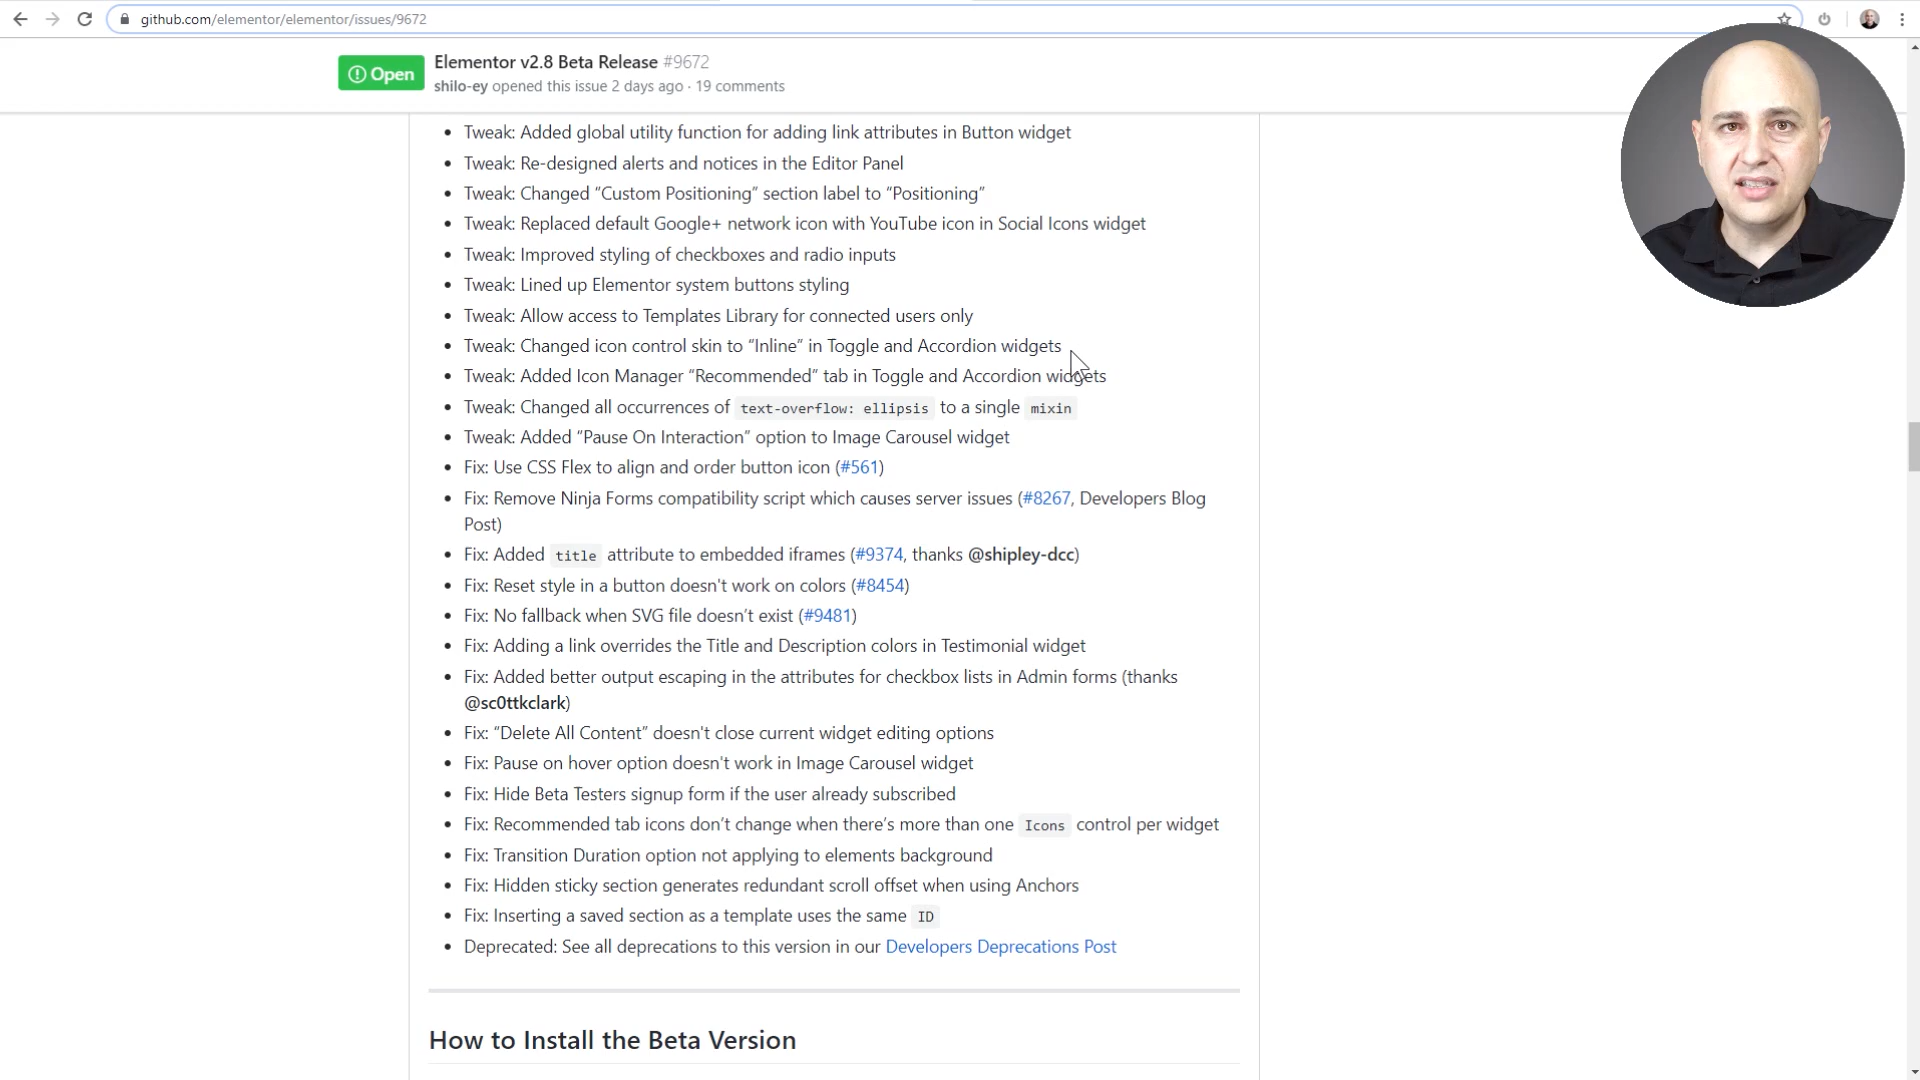 github.com/elementor/elementor/issues/9672
Open
Elementor v2.8 Beta Release #9672
shilo-ey opened this issue 2 days ago · 19 comments
• Tweak: Added global utility function for adding link attributes in Button widget
• Tweak: Re-designed alerts and notices in the Editor Panel
• Tweak: Changed “Custom Positioning” section label to “Positioning”
• Tweak: Replaced default Google+ network icon with YouTube icon in Social Icons widget
• Tweak: Improved styling of checkboxes and radio inputs
• Tweak: Lined up Elementor system buttons styling
• Tweak: Allow access to Templates Library for connected users only
• Tweak: Changed icon control skin to “Inline” in Toggle and Accordion widgets
• Tweak: Added Icon Manager “Recommended” tab in Toggle and Accordion widgets
• Tweak: Changed all occurrences of text-overflow: ellipsis to a single mixin
• Tweak: Added “Pause On Interaction” option to Image Carousel widget
• Fix: Use CSS Flex to align and order button icon (#561)
• Fix: Remove Ninja Forms compatibility script which causes server issues (#8267, Developers Blog
Post)
• Fix: Added title attribute to embedded iframes (#9374, thanks @shipley-dcc)
• Fix: Reset style in a button doesn't work on colors (#8454)
• Fix: No fallback when SVG file doesn’t exist (#9481)
• Fix: Adding a link overrides the Title and Description colors in Testimonial widget
• Fix: Added better output escaping in the attributes for checkbox lists in Admin forms (thanks
@sc0ttkclark)
• Fix: “Delete All Content” doesn't close current widget editing options
• Fix: Pause on hover option doesn't work in Image Carousel widget
• Fix: Hide Beta Testers signup form if the user already subscribed
• Fix: Recommended tab icons don’t change when there’s more than one Icons control per widget
• Fix: Transition Duration option not applying to elements background
• Fix: Hidden sticky section generates redundant scroll offset when using Anchors
• Fix: Inserting a saved section as a template uses the same ID
• Deprecated: See all deprecations to this version in our Developers Deprecations Post
How to Install the Beta Version